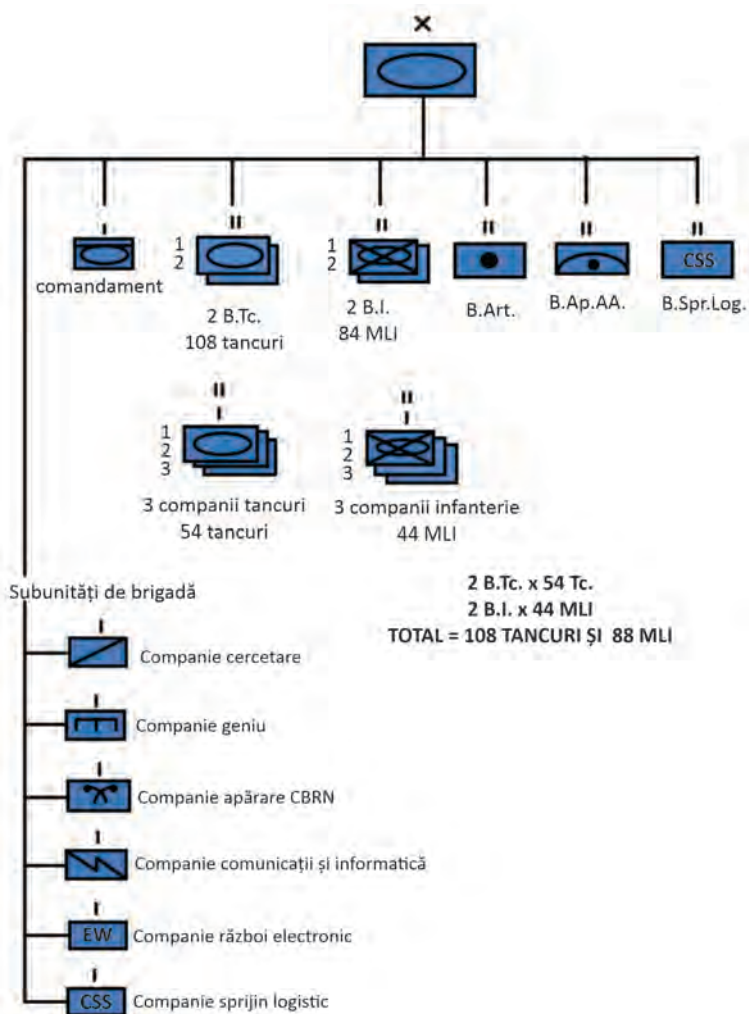 1
2
1
2
CSS
comandament
2 B.Tc.
108 tancuri
2 B.I.
84 MLI
B.Art.
B.Ap.AA.
B.Spr.Log.
1
2
3
1
2
3
3 companii tancuri
54 tancuri
3 companii infanterie
44 MLI
2 B.Tc. x 54 Tc.
2 B.I. x 44 MLI
TOTAL = 108 TANCURI ȘI 88 MLI
Subunități de brigadă
Companie cercetare
Companie geniu
Companie apărare CBRN
Companie comunicații și informatică
EW Companie război electronic
CSS Companie sprijin logistic